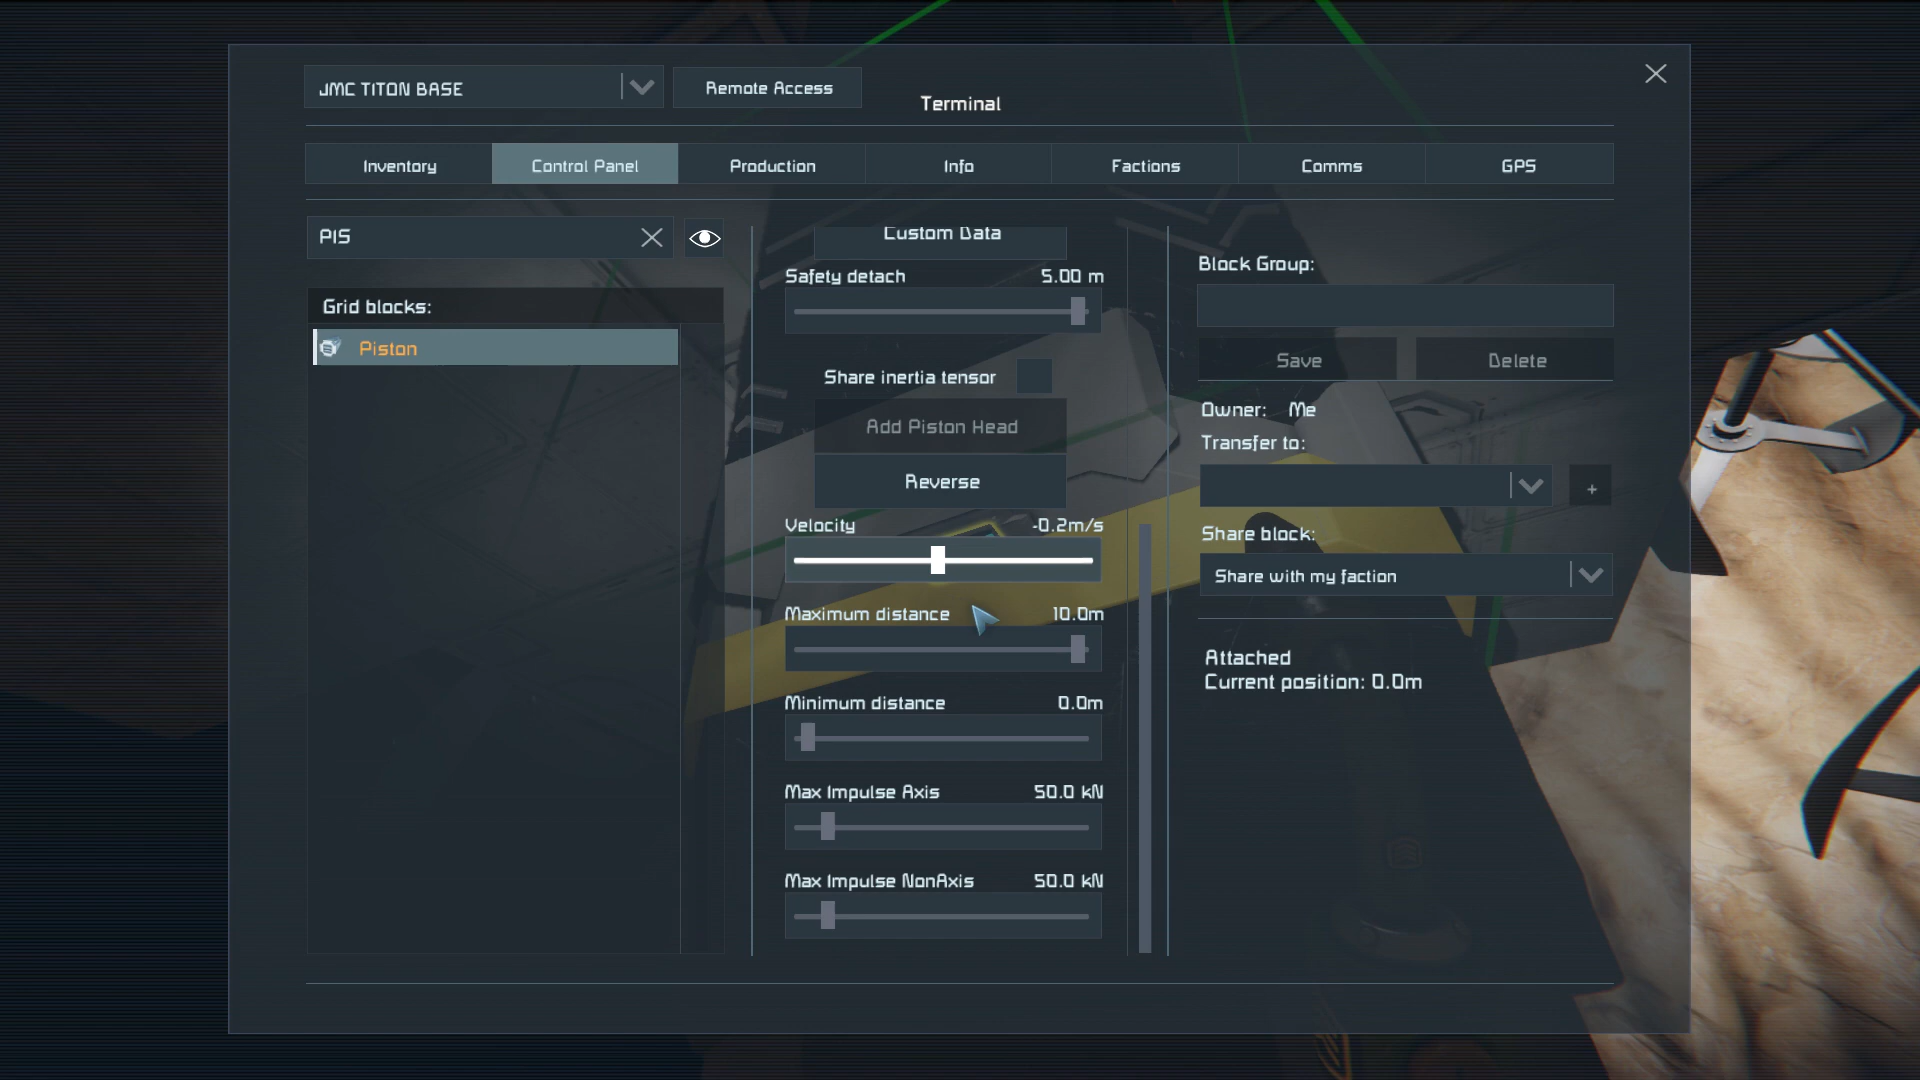 JMC TITON BASE
Remote Access
Terminal
Inventory
Control Panel
Production
Info
Factions
Comms
GPS
PIS
Grid blocks:
Piston
Custom Data
Safety detach 5.00 m
Share inertia tensor
Add Piston Head
Reverse
Velocity -0.2m/s
Maximum distance 10.0m
Minimum distance 0.0m
Max Impulse Axis 50.0 kN
Max Impulse NonAxis 50.0 kN
Block Group:
Save
Delete
Owner: Me
Transfer to:
+
Share block:
Share with my faction
Attached
Current position: 0.0m